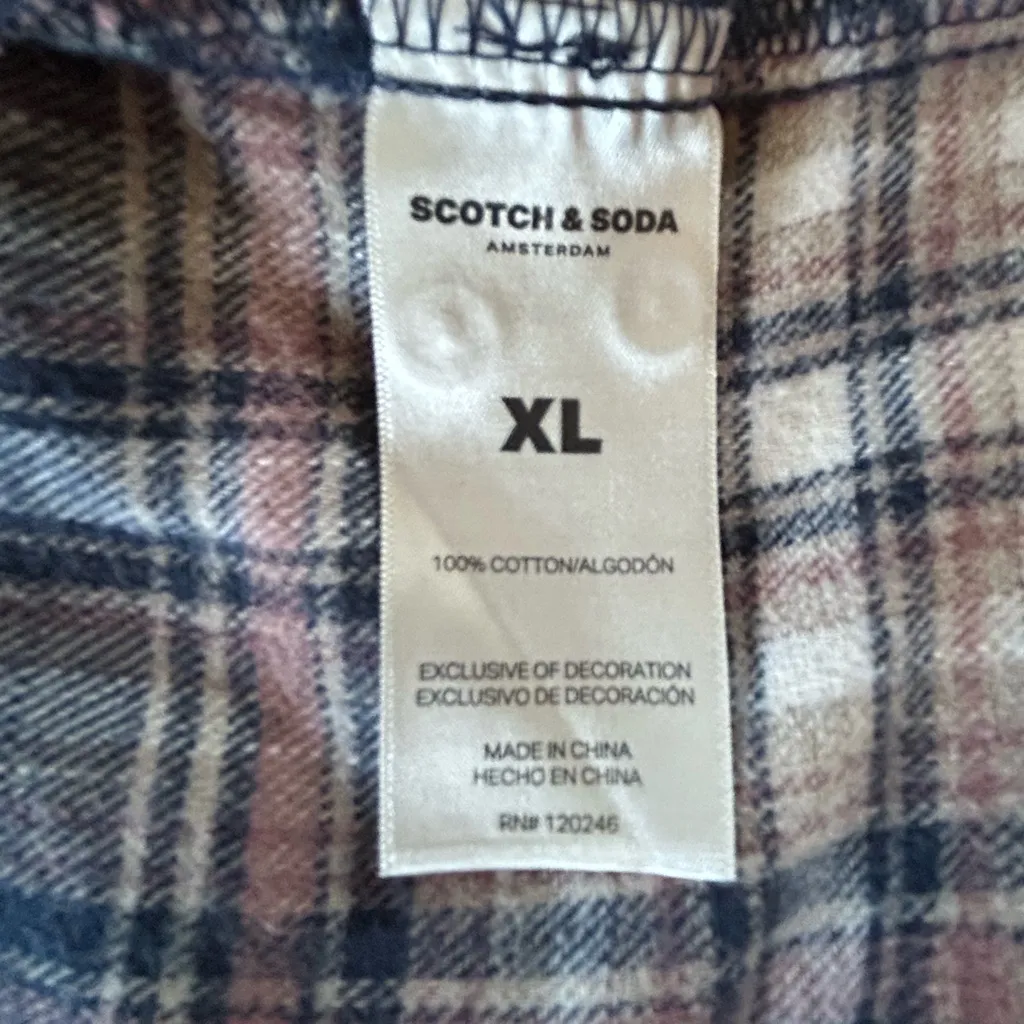 SCOTCH & SODA
AMSTERDAM
XL
100% COTTON/ALGODÓN
EXCLUSIVE OF DECORATION
EXCLUSIVO DE DECORACIÓN
MADE IN CHINA
HECHO EN CHINA
RN# 120246